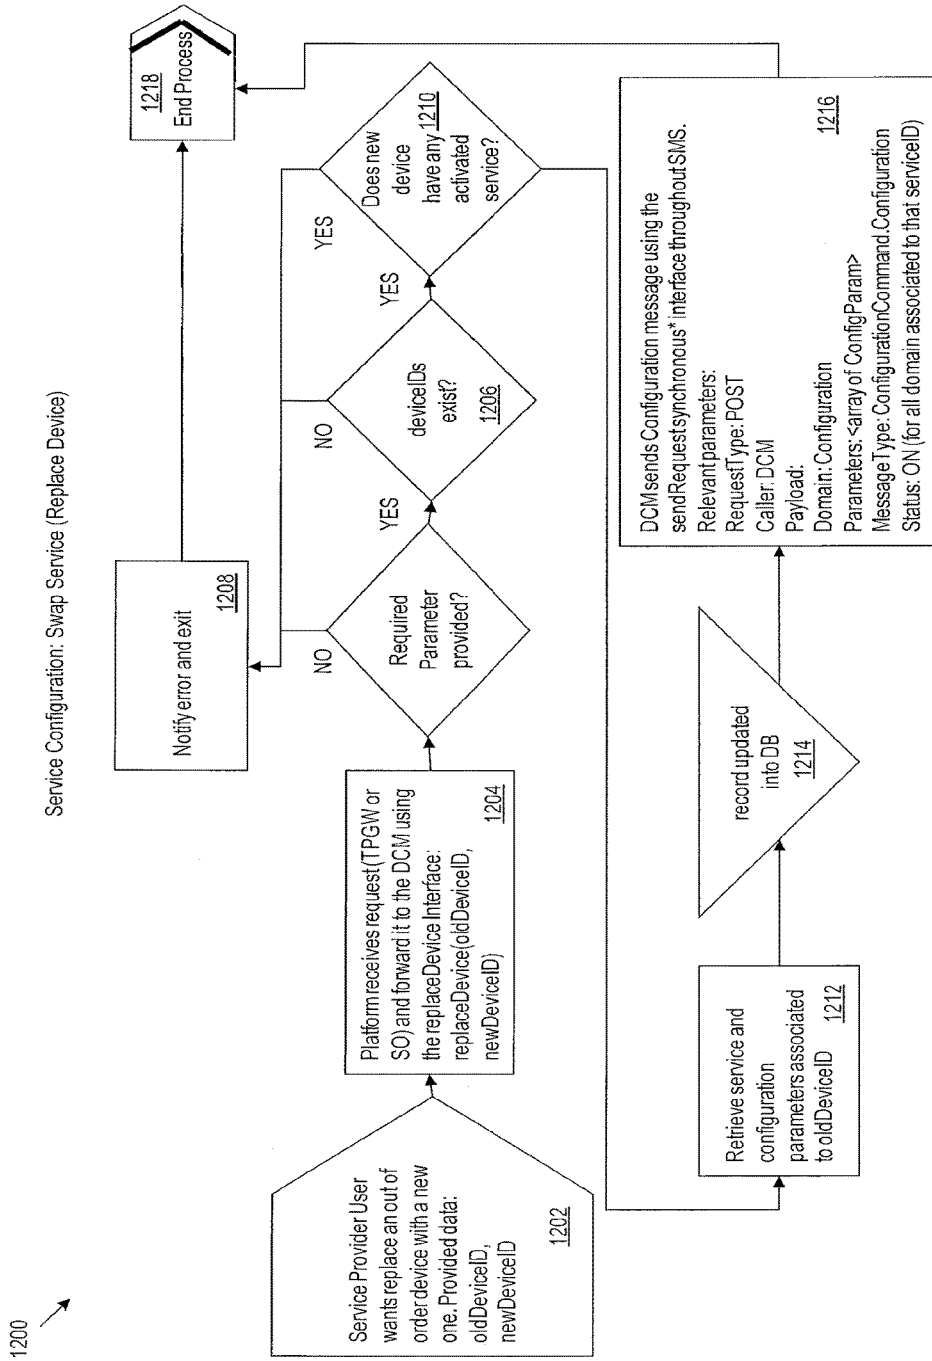 1200
Service Configuration: Swap Service (Replace Device)
Service Provider User
wants replace an out of
order device with a new
one. Provided data:
oldDeviceID,
newDeviceID
1202
Platform receives request (TPGW or
SO) and forward it to the DCM using
the replaceDevice Interface:
replaceDevice(oldDeviceID,
newDeviceID)
1204
Required
Parameter
provided?
NO
YES
deviceIDs
exist?
1206
NO
YES
Notify error and exit
1208
Does new
device
have any 1210
activated
service?
YES
1218
End Process
Retrieve service and
configuration
parameters associated
to oldDeviceID
1212
record updated
into DB
1214
DCM sends Configuration message using the
sendRequestsynchronous* interface throughout SMS.
Relevant parameters:
RequestType: POST
Caller: DCM
Payload:
Domain: Configuration
Parameters: <array of ConfigParam>
MessageType: ConfigurationCommand.Configuration
Status: ON (for all domain associated to that serviceID)
1216